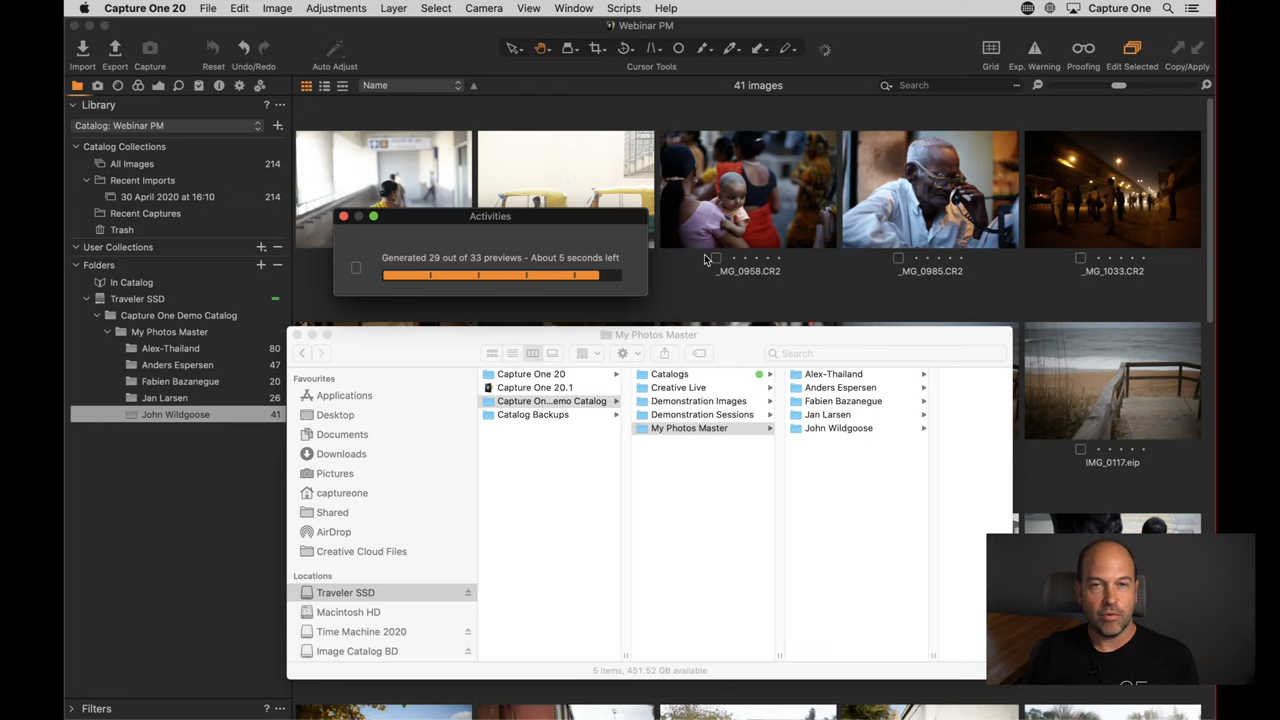 Capture One 20 File Edit Image Adjustments Layer Select Camera View Window Scripts Help Capture One
Webinar PM
Import Export Capture Reset Undo/Redo Auto Adjust Cursor Tools Grid Exp. Warning Proofing Edit Selected Copy/Apply
Library ? ...
Name 41 images Search ...
Catalog: Webinar PM
Catalog Collections
All Images 214
Recent Imports
30 April 2020 at 16:10 214
Recent Captures
Trash
User Collections
Folders
In Catalog
Traveler SSD
Capture One Demo Catalog
My Photos Master
Alex-Thailand 80
Anders Espersen 47
Fabien Bazanegue 20
Jan Larsen 26
John Wildgoose 41
Filters ? ...
Activities
Generated 29 out of 33 previews - About 5 seconds left
_MG_0958.CR2
_MG_0985.CR2
_MG_1033.CR2
IMG_0117.eip
My Photos Master
Search
Favourites
Applications
Desktop
Documents
Downloads
Pictures
captureone
Shared
AirDrop
Creative Cloud Files
Locations
Traveler SSD
Macintosh HD
Time Machine 2020
Image Catalog BD
Capture One 20
Capture One 20.1
Capture On...emo Catalog
Catalog Backups
Catalogs
Creative Live
Demonstration Images
Demonstration Sessions
My Photos Master
Alex-Thailand
Anders Espersen
Fabien Bazanegue
Jan Larsen
John Wildgoose
5 items, 451.52 GB available